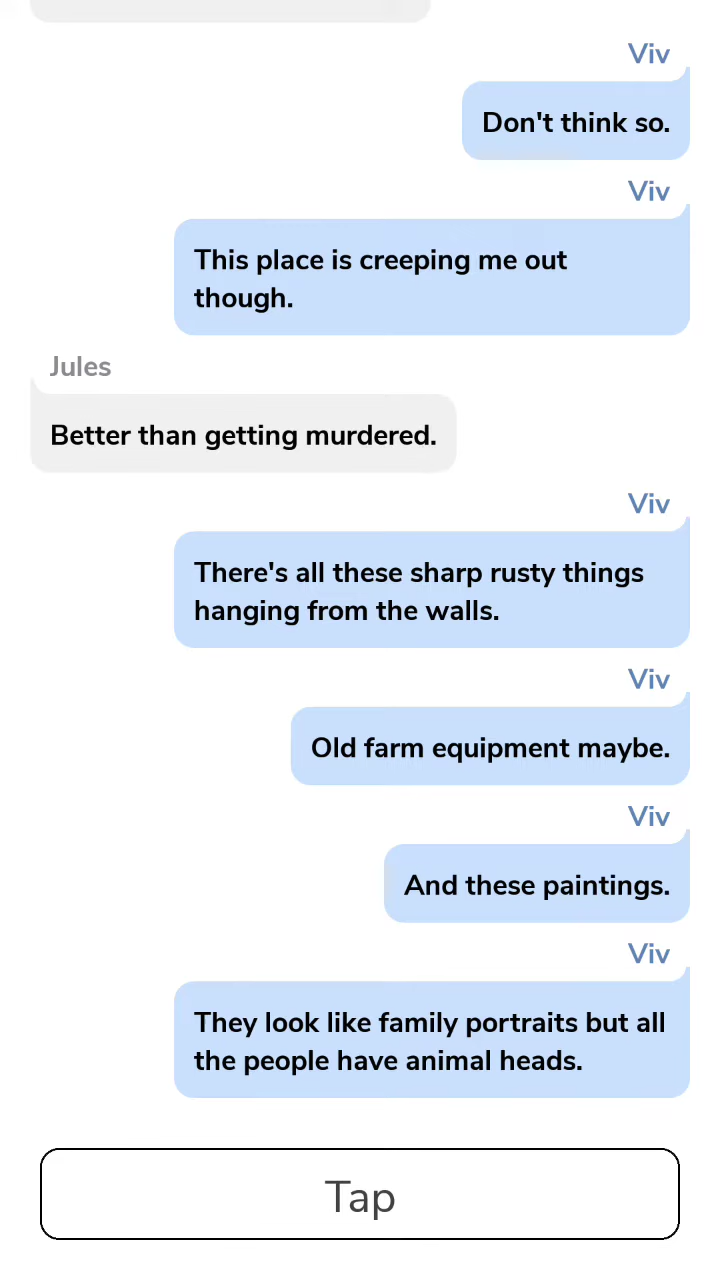 Viv
Don't think so.
Viv
This place is creeping me out
though.
Jules
Better than getting murdered.
Viv
There's all these sharp rusty things
hanging from the walls.
Viv
Old farm equipment maybe.
Viv
And these paintings.
Viv
They look like family portraits but all
the people have animal heads.
Tap